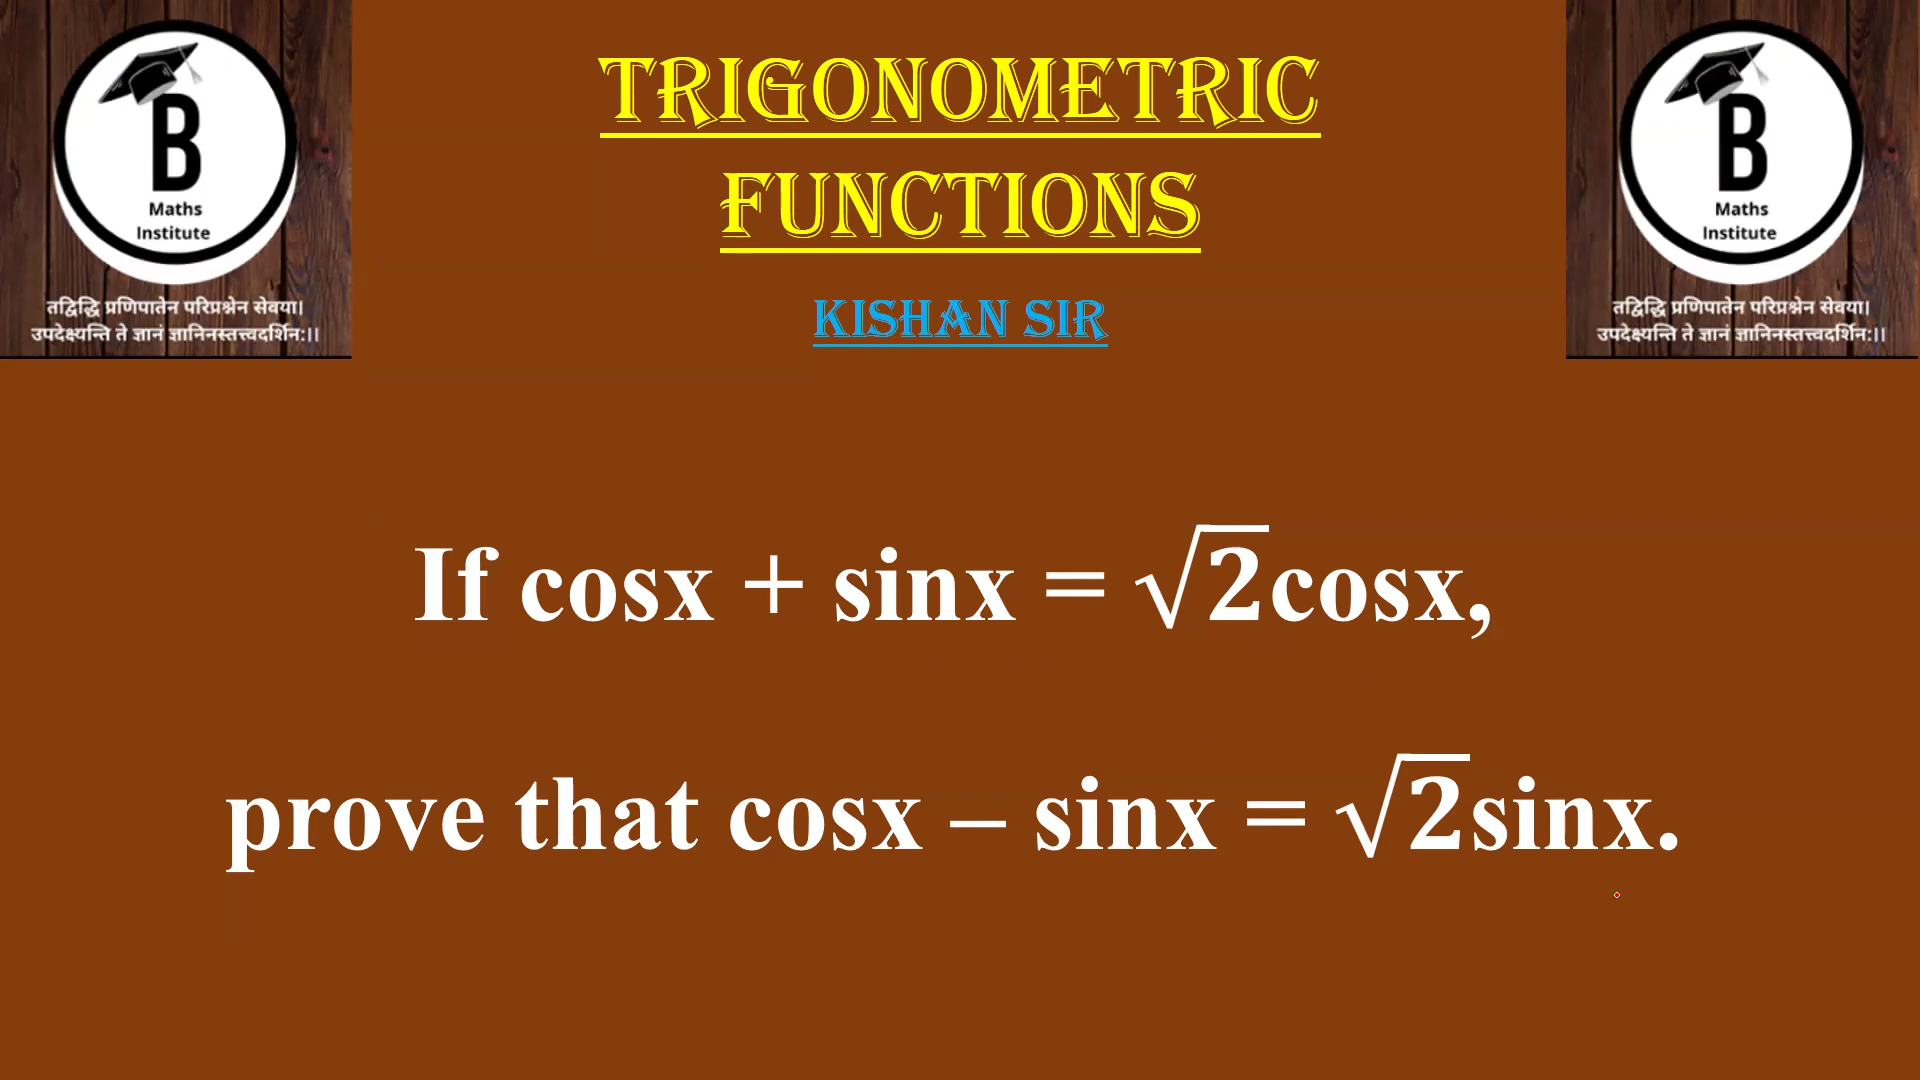 TRIGONOMETRIC
FUNCTIONS
KISHAN SIR
B
Maths
Institute
तद्विद्धि प्रणिपातेन परिप्रश्नेन सेवया।
उपदेक्ष्यन्ति ते ज्ञानं ज्ञानिनस्तत्त्वदर्शिन:।।
B
Maths
Institute
तद्विद्धि प्रणिपातेन परिप्रश्नेन सेवया।
उपदेक्ष्यन्ति ते ज्ञानं ज्ञानिनस्तत्त्वदर्शिन:।।
If cosx + sinx = √2cosx,
prove that cosx – sinx = √2sinx.